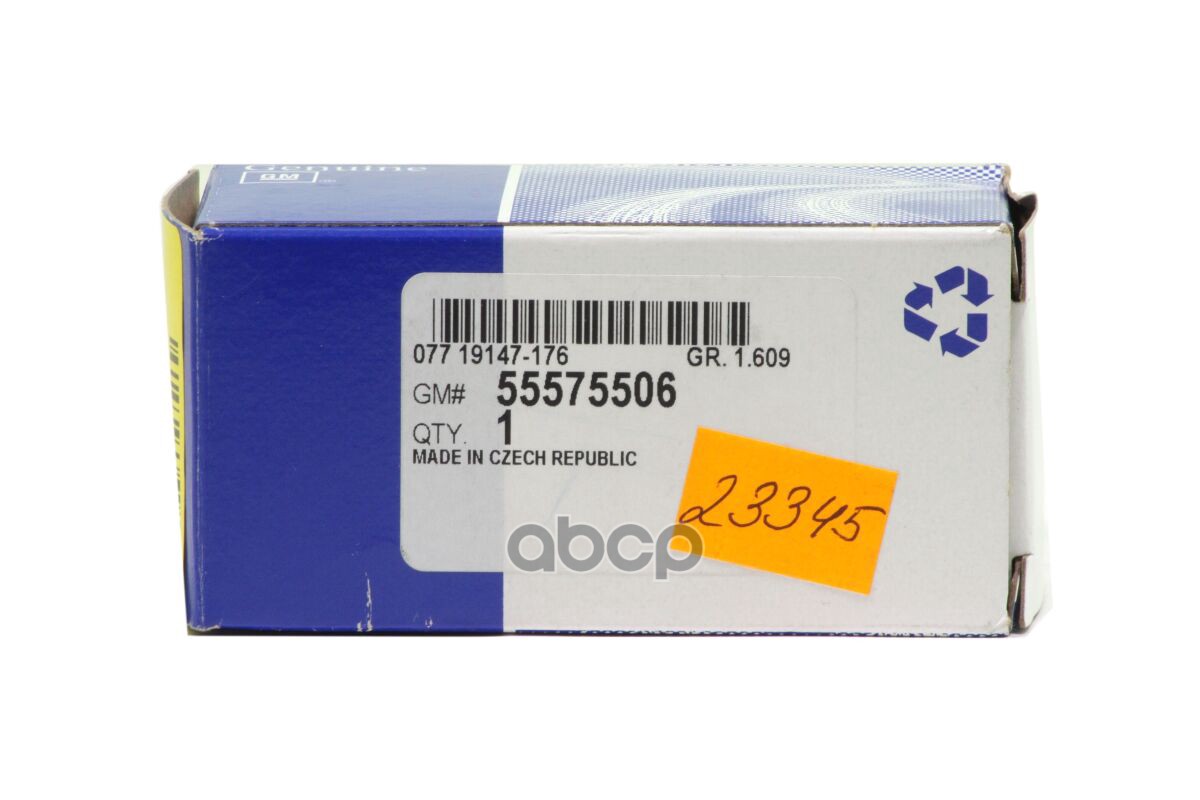 Genuine
GM
077 19147-176 GR. 1.609
GM# 55575506
QTY. 1
MADE IN CZECH REPUBLIC
23345
abcp